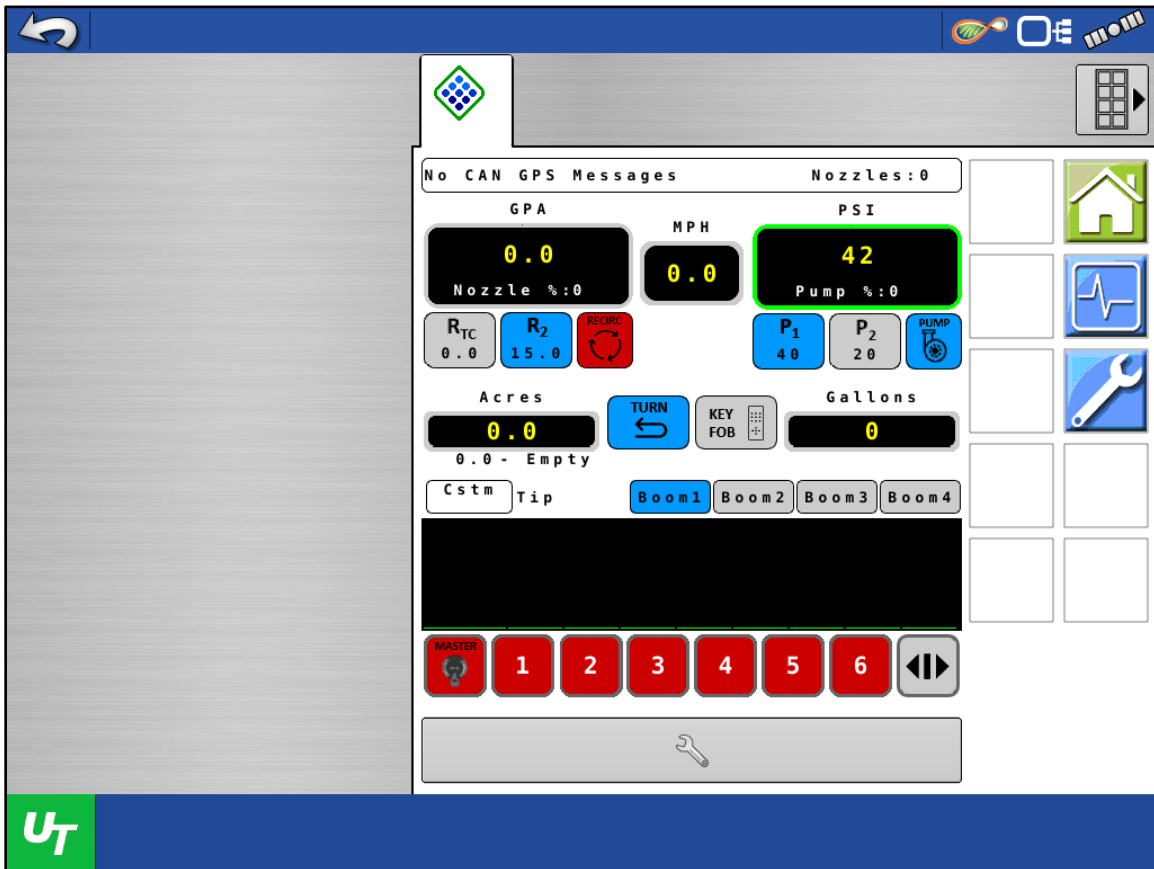 No CAN GPS Messages Nozzles:0
GPA MPH PSI
0.0 0.0 42
Nozzle %:0 Pump %:0
RTC R2 RECIRC P1 P2 PUMP
0.0 15.0 40 20
Acres TURN KEY FOB Gallons
0.0 0
0.0- Empty
Cstm Tip Boom1 Boom2 Boom3 Boom4
MASTER 1 2 3 4 5 6
UT